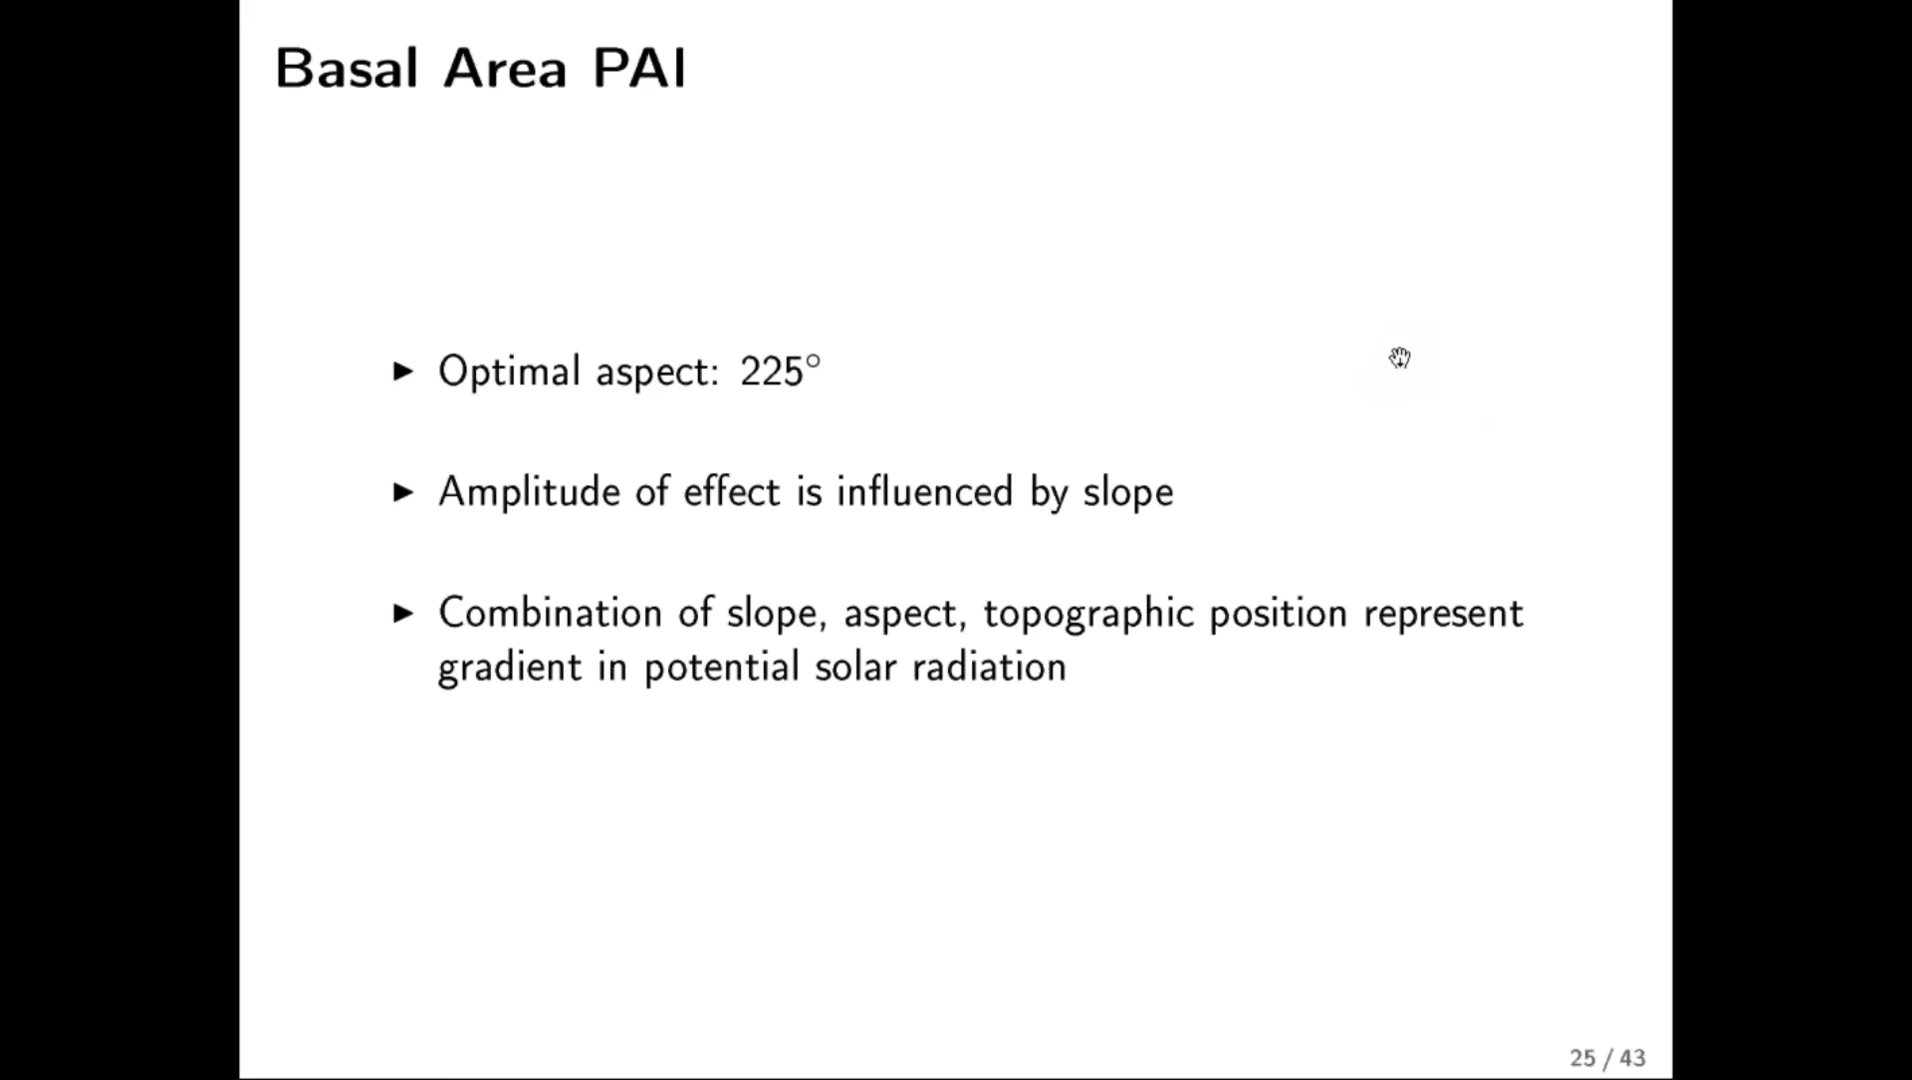 Basal Area PAI
▶ Optimal aspect: 225°
▶ Amplitude of effect is influenced by slope
▶ Combination of slope, aspect, topographic position represent
gradient in potential solar radiation
25 / 43